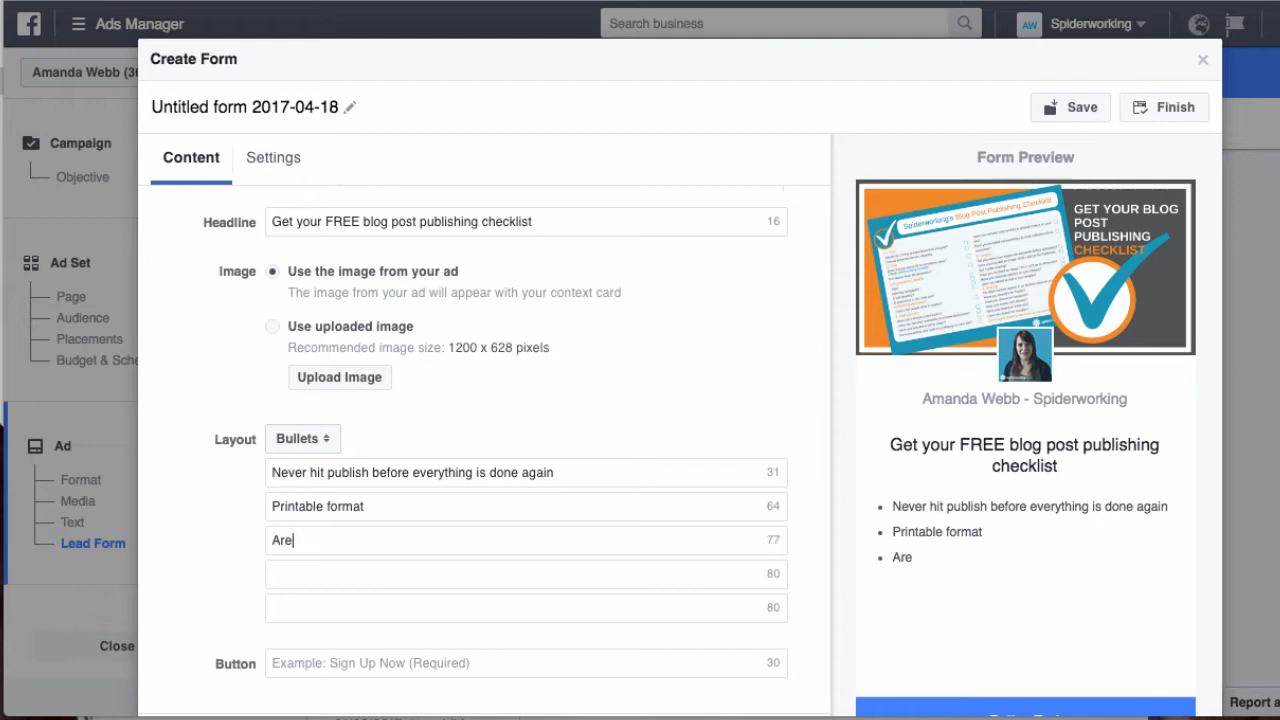 Ads Manager
Search business
AW
Spiderworking
Amanda Webb (3
Create Form
Untitled form 2017-04-18
Save
Finish
Campaign
Objective
Ad Set
Page
Audience
Placements
Budget & Sche
Ad
Format
Media
Text
Lead Form
Close
Content
Settings
Headline
Get your FREE blog post publishing checklist
16
Image
Use the image from your ad
The image from your ad will appear with your context card
Use uploaded image
Recommended image size: 1200 x 628 pixels
Upload Image
Layout
Bullets
Never hit publish before everything is done again
31
Printable format
64
Are
77
80
80
Button
Example: Sign Up Now (Required)
30
Form Preview
Spiderworking's Blog Post Publishing Checklist
GET YOUR BLOG
POST
PUBLISHING
CHECKLIST
Amanda Webb - Spiderworking
Get your FREE blog post publishing
checklist
Never hit publish before everything is done again
Printable format
Are
Report a